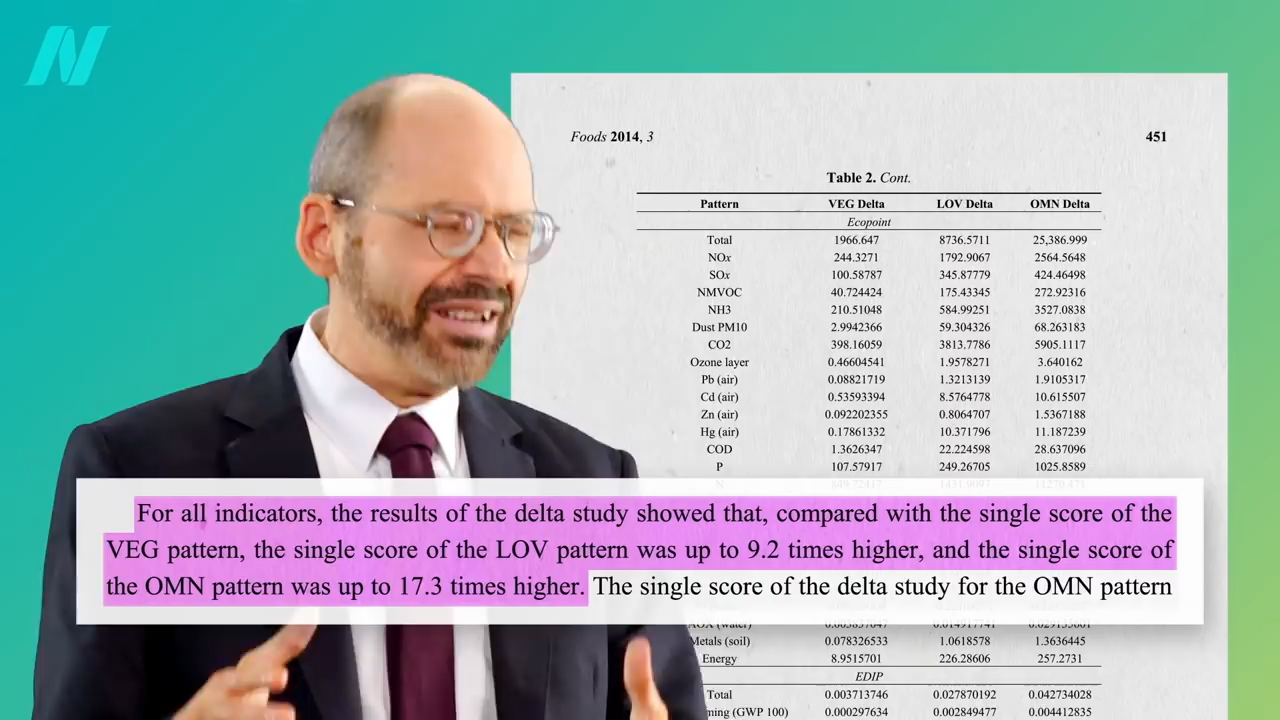 N
Foods 2014, 3 451
Table 2. Cont.
Pattern VEG Delta LOV Delta OMN Delta
Ecopoint
Total 1966.647 8736.5711 25,386.999
NOx 244.3271 1792.9067 2564.5648
SOx 100.58787 345.87779 424.46498
NMVOC 40.724424 175.43345 272.92316
NH3 210.51048 584.99251 3527.0838
Dust PM10 2.9942366 59.304326 68.263183
CO2 398.16059 3813.7786 5905.1117
Ozone layer 0.46604541 1.9578271 3.640162
Pb (air) 0.08821719 1.3213139 1.9105317
Cd (air) 0.53593394 8.5764778 10.615507
Zn (air) 0.092202355 0.8064707 1.5367188
Hg (air) 0.17861332 10.371796 11.187239
COD 1.3626347 22.224598 28.637096
P 107.57917 249.26705 1025.8589
For all indicators, the results of the delta study showed that, compared with the single score of the
VEG pattern, the single score of the LOV pattern was up to 9.2 times higher, and the single score of
the OMN pattern was up to 17.3 times higher. The single score of the delta study for the OMN pattern
Metals (soil) 0.078326533 1.0618578 1.3636445
Energy 8.9515701 226.28606 257.2731
EDIP
Total 0.003713746 0.027870192 0.042734028
(GWP 100) 0.000297634 0.002849477 0.004412835